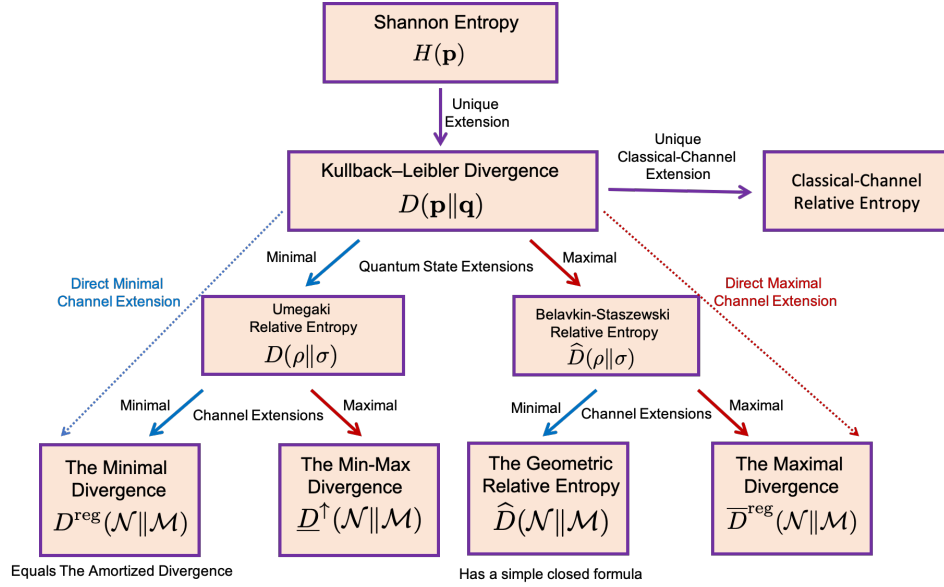 Shannon Entropy
H(𝐩)
Unique
Extension
Kullback–Leibler Divergence
D(𝐩∥𝐪)
Unique
Classical-Channel
Extension
Classical-Channel
Relative Entropy
Direct Minimal
Channel Extension
Minimal
Quantum State Extensions
Maximal
Direct Maximal
Channel Extension
Umegaki
Relative Entropy
D(ρ∥σ)
Belavkin-Staszewski
Relative Entropy
D̂(ρ∥σ)
Minimal
Channel Extensions
Maximal
Minimal
Channel Extensions
Maximal
The Minimal
Divergence
D^reg(𝒩∥ℳ)
The Min-Max
Divergence
D̲^↑(𝒩∥ℳ)
The Geometric
Relative Entropy
D̂(𝒩∥ℳ)
The Maximal
Divergence
D̅^reg(𝒩∥ℳ)
Equals The Amortized Divergence
Has a simple closed formula